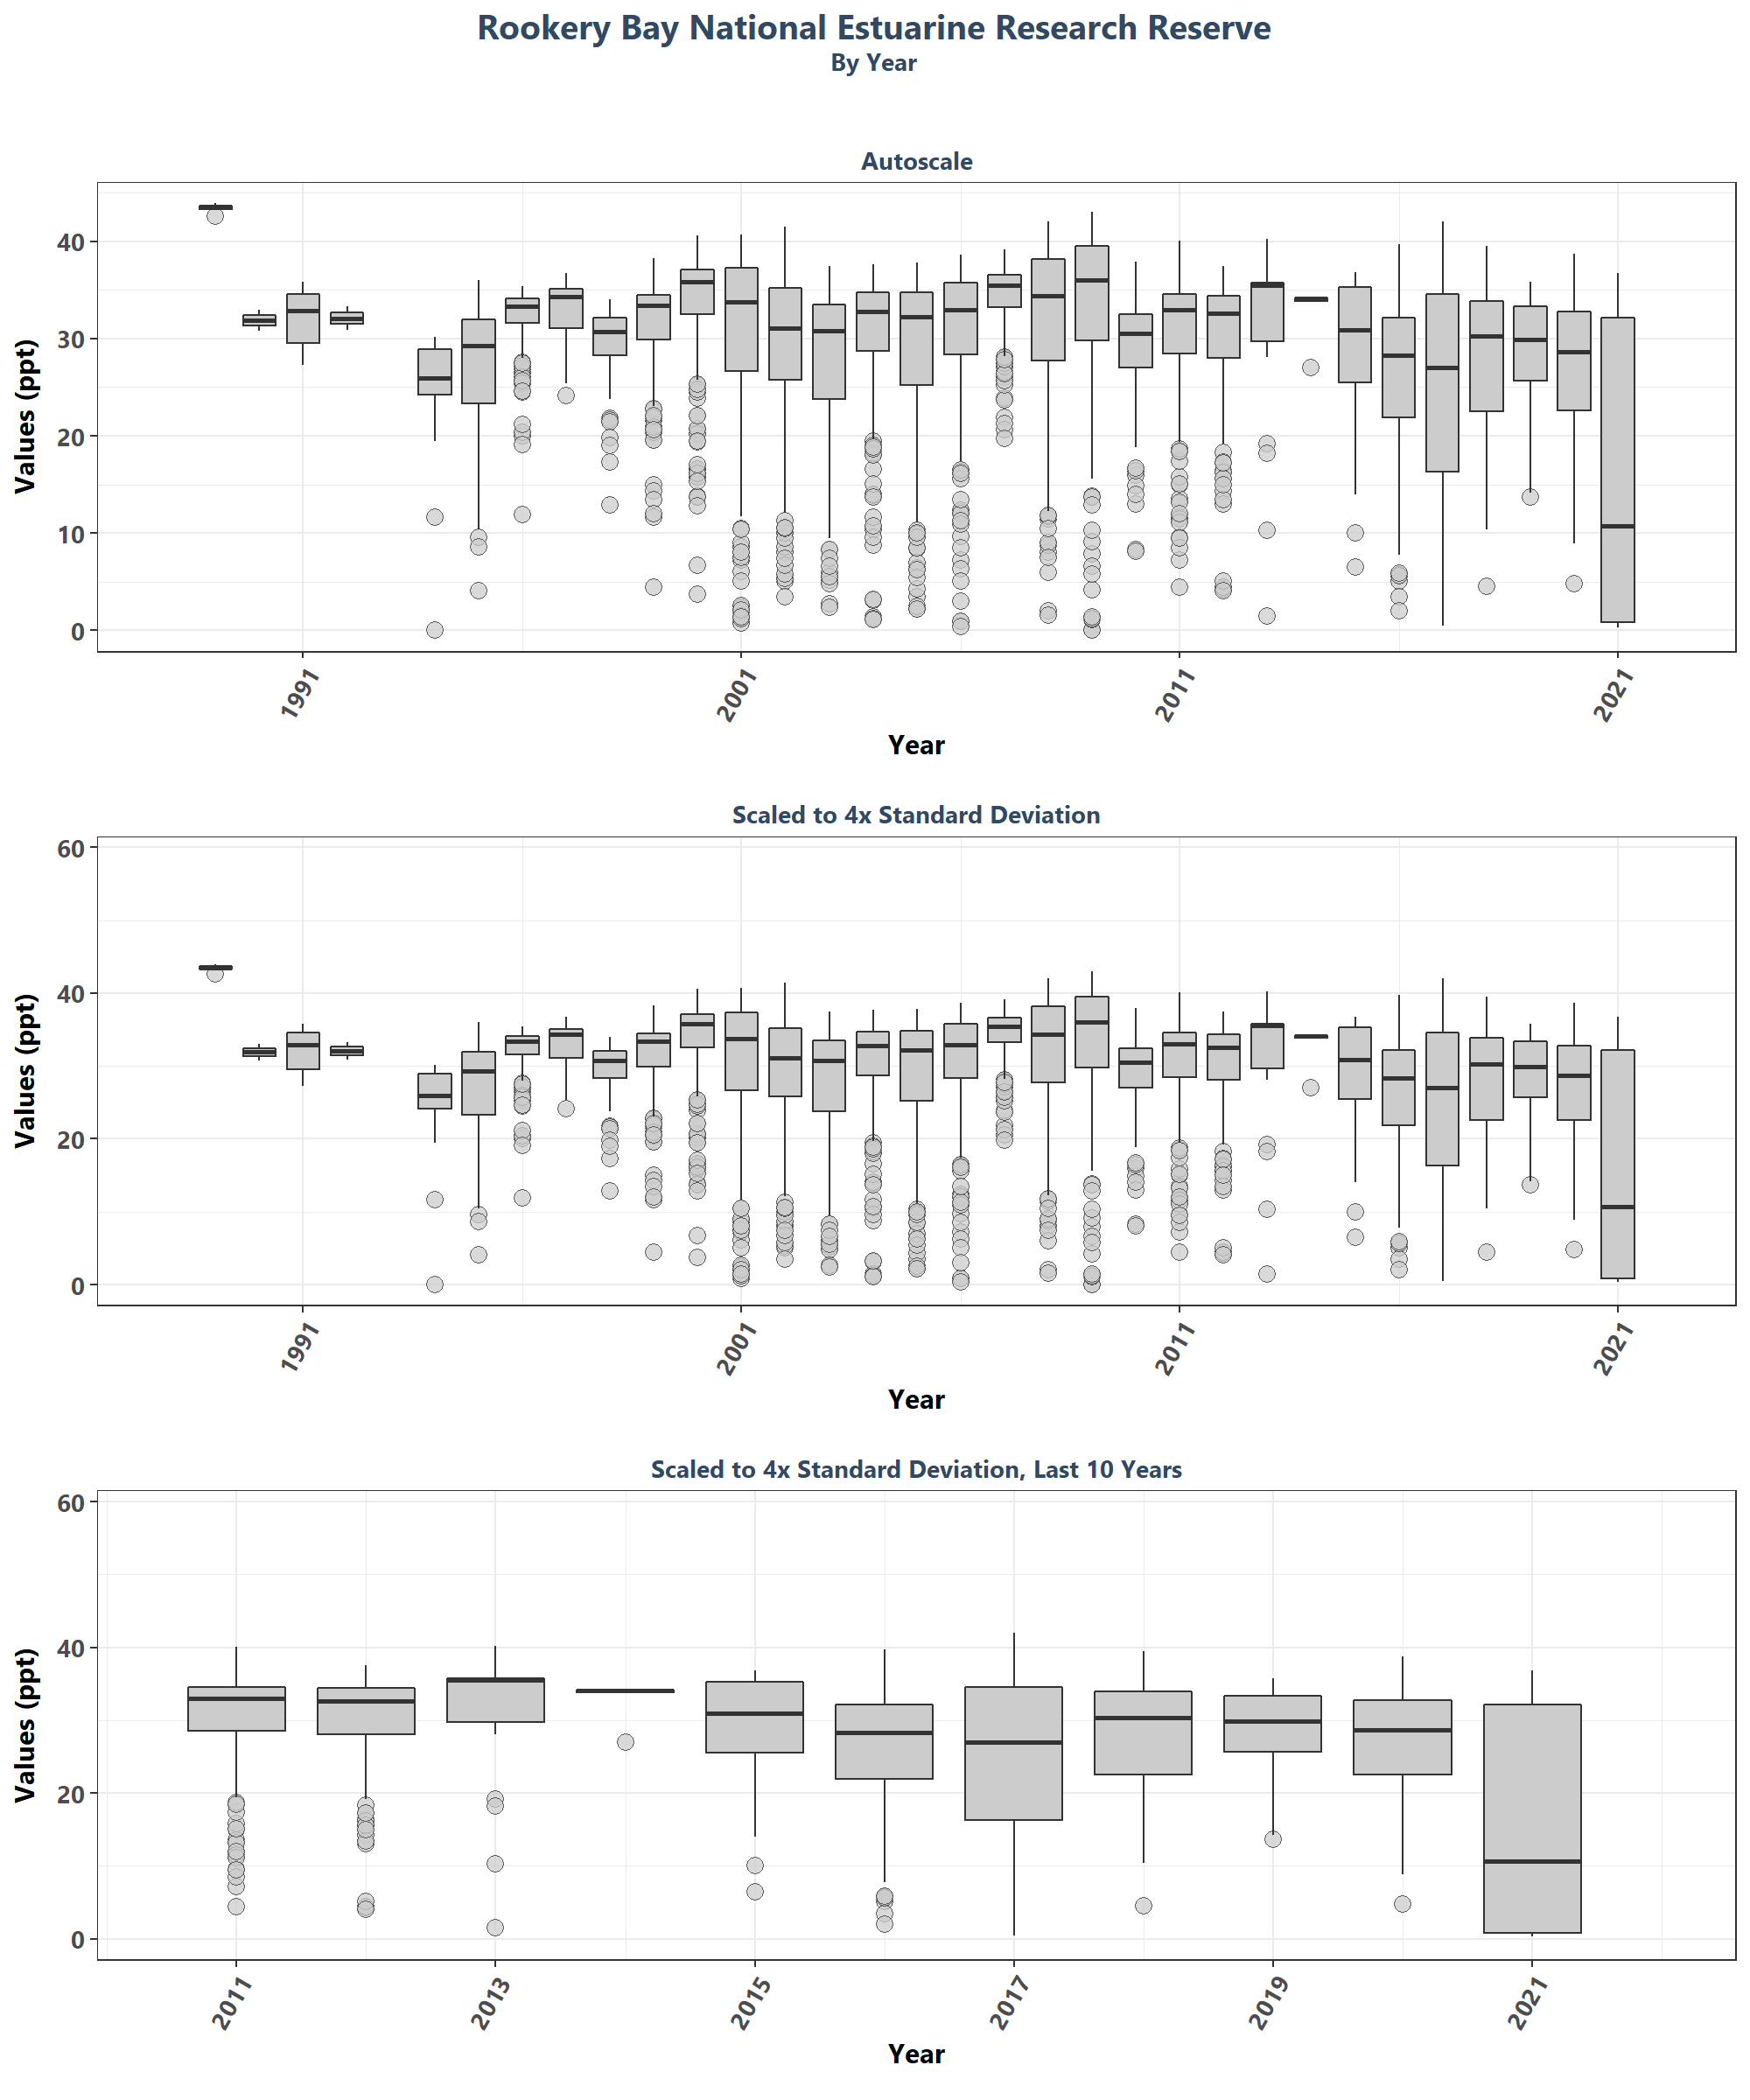 Rookery Bay National Estuarine Research Reserve
By Year
Autoscale
Values (ppt)
40
30
20
10
0
1991
2001
2011
2021
Year
Scaled to 4x Standard Deviation
Values (ppt)
60
40
20
0
1991
2001
2011
2021
Year
Scaled to 4x Standard Deviation, Last 10 Years
Values (ppt)
60
40
20
0
2011
2013
2015
2017
2019
2021
Year